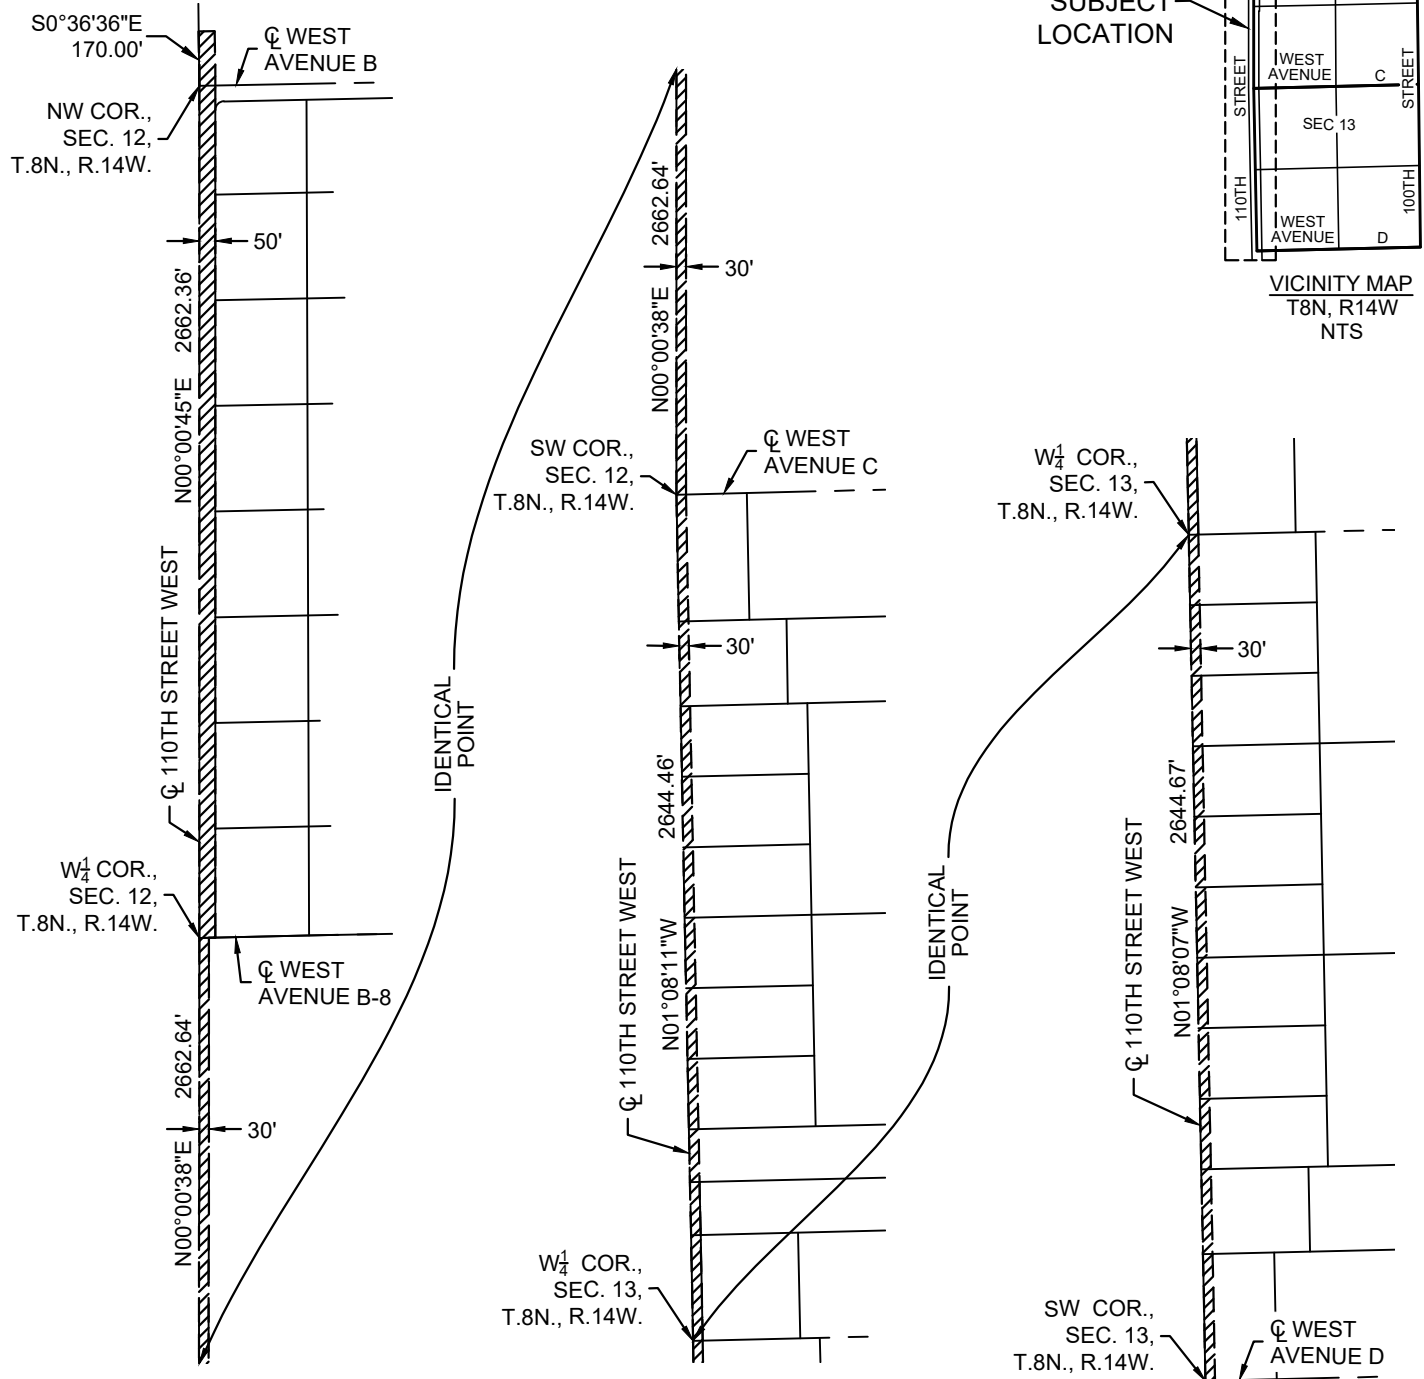 S0°36'36"E
170.00'
℄ WEST
AVENUE B
NW COR.,
SEC. 12,
T.8N., R.14W.
50'
2662.36'
N00°00'45"E
℄ 110TH STREET WEST
W1/4 COR.,
SEC. 12,
T.8N., R.14W.
℄ WEST
AVENUE B-8
2662.64'
30'
N00°00'38"E
IDENTICAL
POINT
2662.64'
30'
N00°00'38"E
SW COR.,
SEC. 12,
T.8N., R.14W.
℄ WEST
AVENUE C
30'
2644.46'
℄ 110TH STREET WEST
N01°08'11"W
W1/4 COR.,
SEC. 13,
T.8N., R.14W.
IDENTICAL
POINT
SUBJECT
LOCATION
STREET
WEST
AVENUE C
STREET
SEC 13
110TH
100TH
WEST
AVENUE D
VICINITY MAP
T8N, R14W
NTS
W1/4 COR.,
SEC. 13,
T.8N., R.14W.
30'
2644.67'
℄ 110TH STREET WEST
N01°08'07"W
SW COR.,
SEC. 13,
T.8N., R.14W.
℄ WEST
AVENUE D